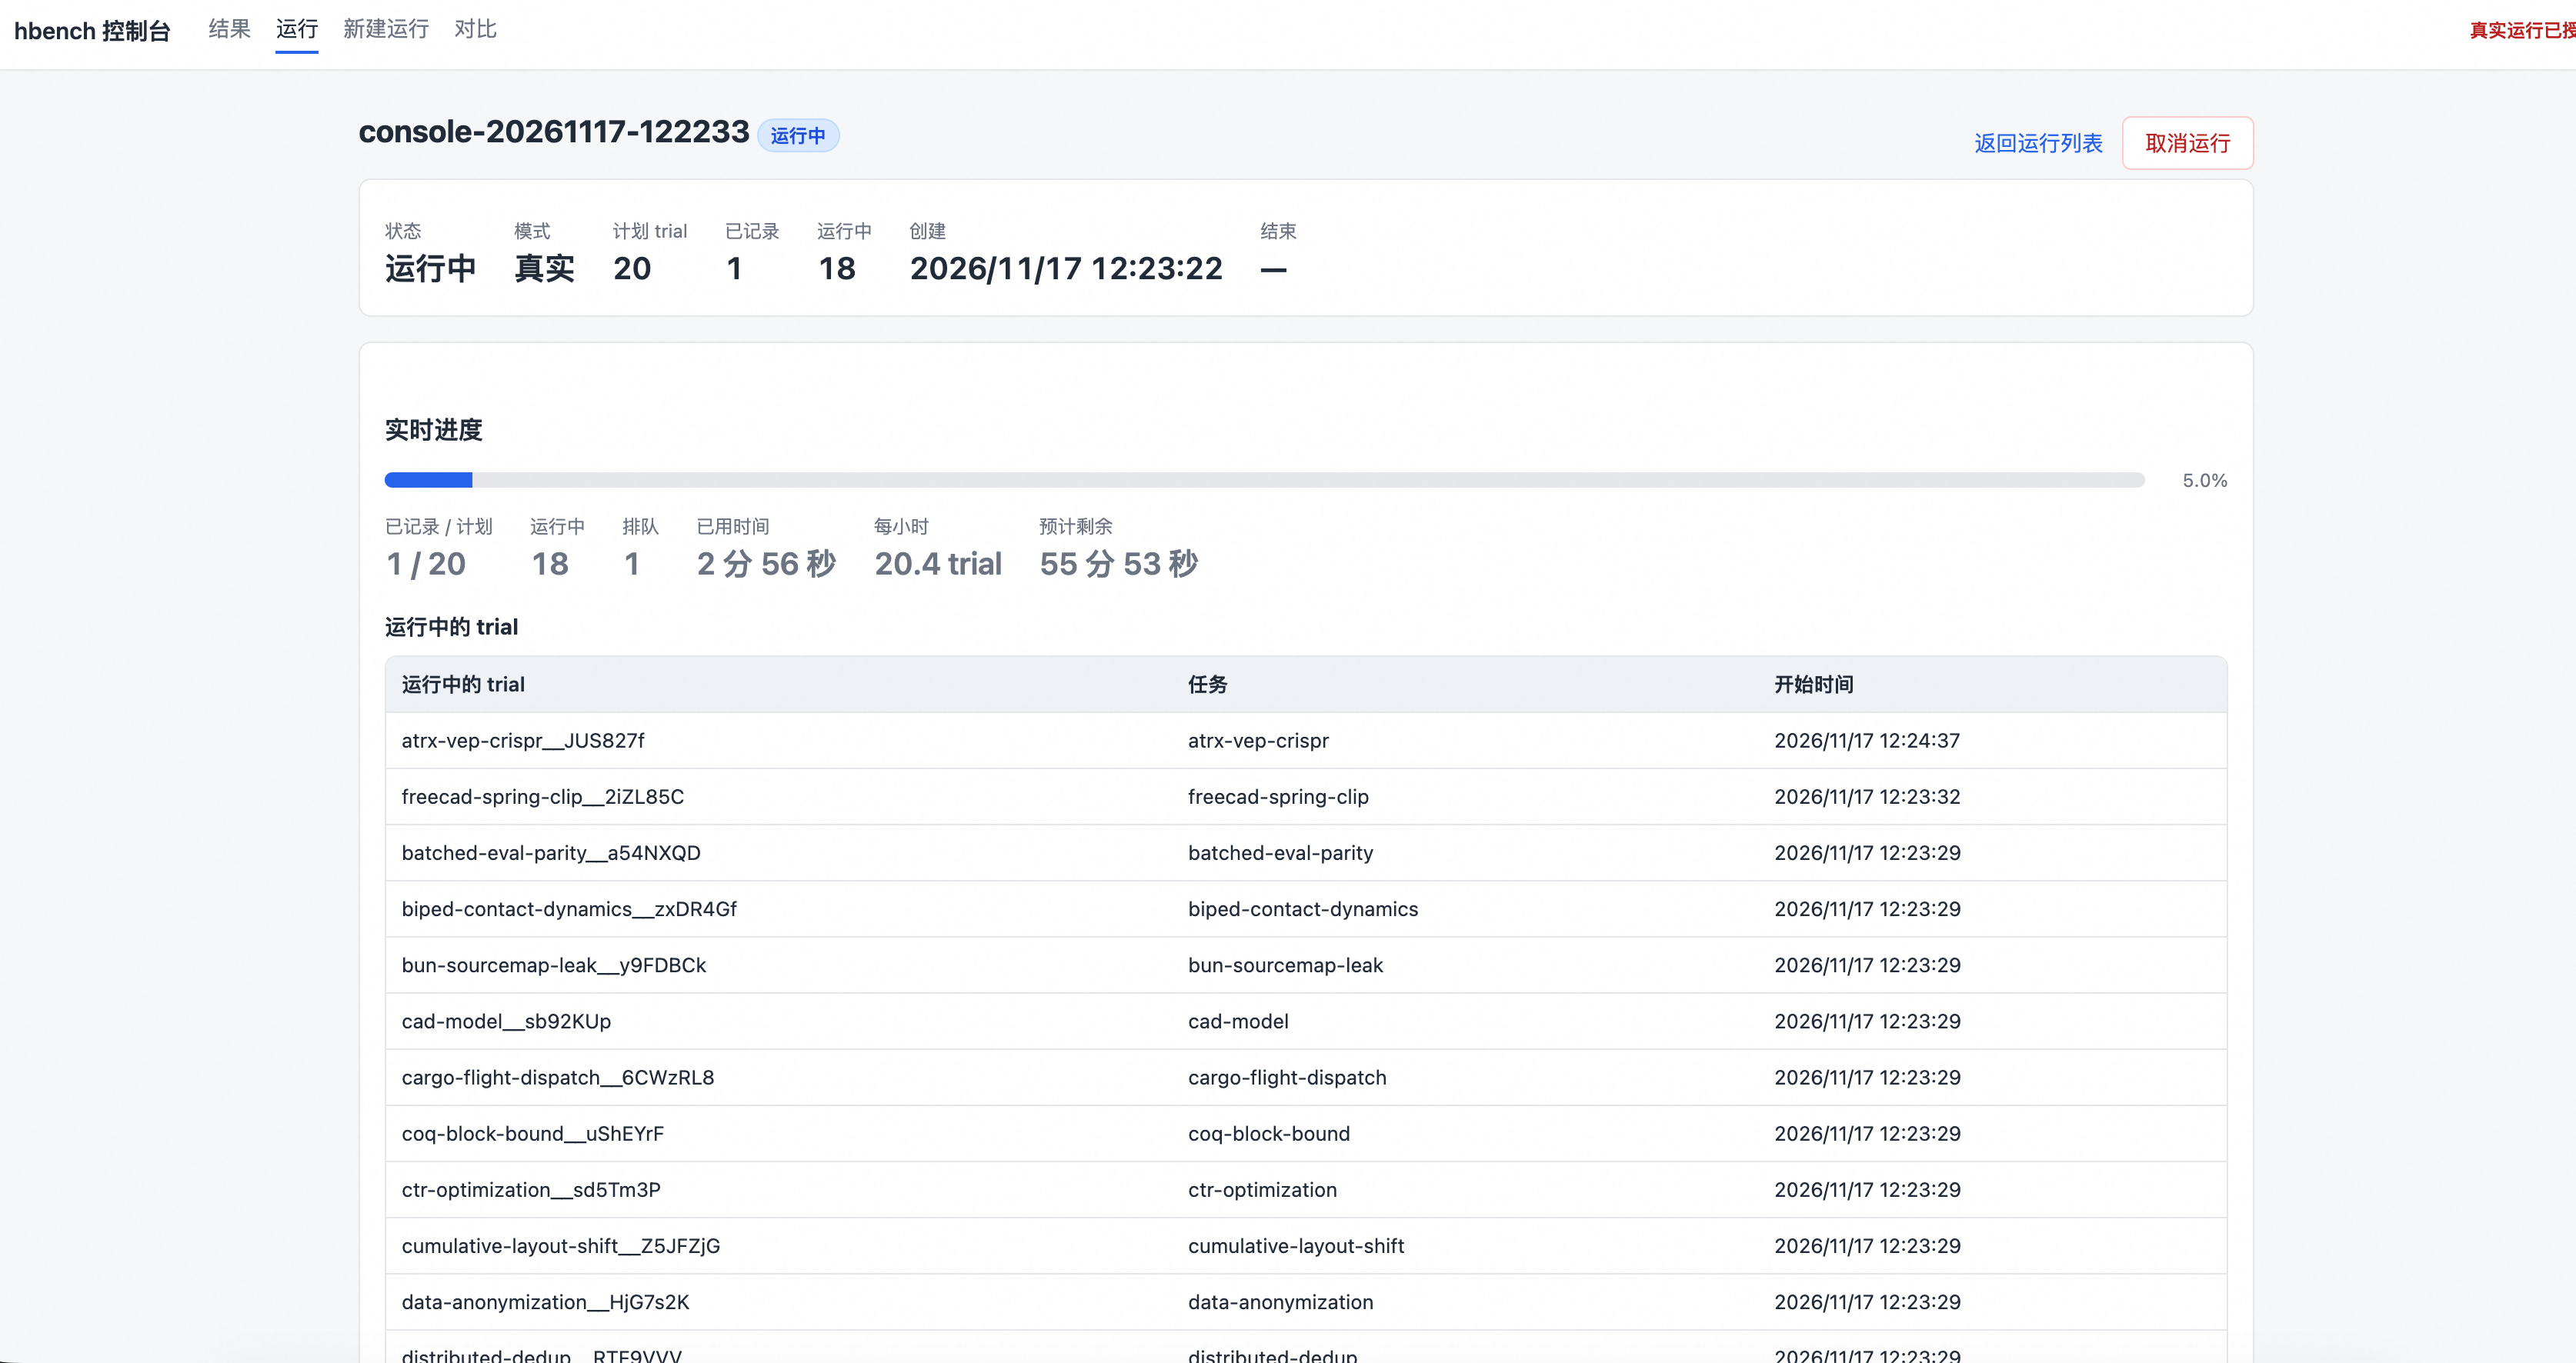 hbench 控制台 结果 运行 新建运行 对比 真实运行已授
console-20261117-122233 运行中 返回运行列表 取消运行
状态 模式 计划 trial 已记录 运行中 创建 结束
运行中 真实 20 1 18 2026/11/17 12:23:22 —
实时进度
5.0%
已记录 / 计划 运行中 排队 已用时间 每小时 预计剩余
1 / 20 18 1 2 分 56 秒 20.4 trial 55 分 53 秒
运行中的 trial
运行中的 trial 任务 开始时间
atrx-vep-crispr__JUS827f atrx-vep-crispr 2026/11/17 12:24:37
freecad-spring-clip__2iZL85C freecad-spring-clip 2026/11/17 12:23:32
batched-eval-parity__a54NXQD batched-eval-parity 2026/11/17 12:23:29
biped-contact-dynamics__zxDR4Gf biped-contact-dynamics 2026/11/17 12:23:29
bun-sourcemap-leak__y9FDBCk bun-sourcemap-leak 2026/11/17 12:23:29
cad-model__sb92KUp cad-model 2026/11/17 12:23:29
cargo-flight-dispatch__6CWzRL8 cargo-flight-dispatch 2026/11/17 12:23:29
coq-block-bound__uShEYrF coq-block-bound 2026/11/17 12:23:29
ctr-optimization__sd5Tm3P ctr-optimization 2026/11/17 12:23:29
cumulative-layout-shift__Z5JFZjG cumulative-layout-shift 2026/11/17 12:23:29
data-anonymization__HjG7s2K data-anonymization 2026/11/17 12:23:29
distributed-dedup__RTF9VVV distributed-dedup 2026/11/17 12:23:29